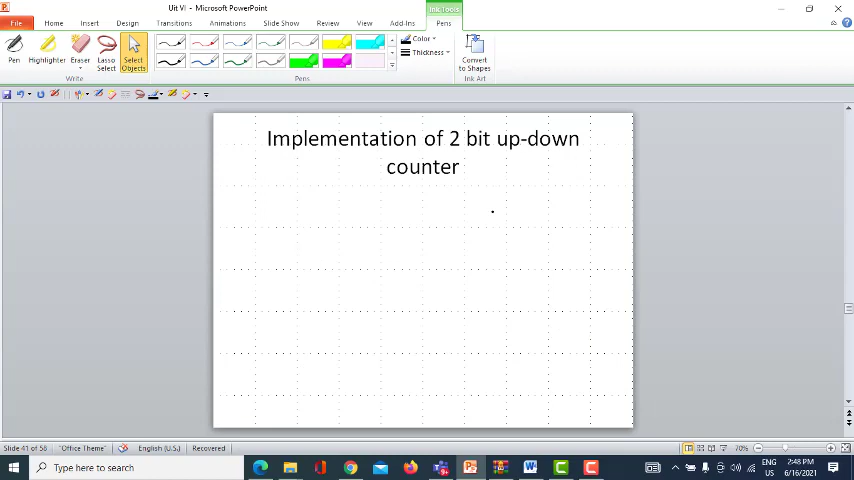 Uit VI - Microsoft PowerPoint
Ink Tools
File Home Insert Design Transitions Animations Slide Show Review View Add-Ins Pens
Pen Highlighter Eraser Lasso Select Select Objects
Color
Thickness
Convert to Shapes
Write Pens Ink Art
Implementation of 2 bit up-down
counter
Slide 41 of 58 "Office Theme" English (U.S.) Recovered 70%
Type here to search
ENG
US
2:48 PM
6/16/2021